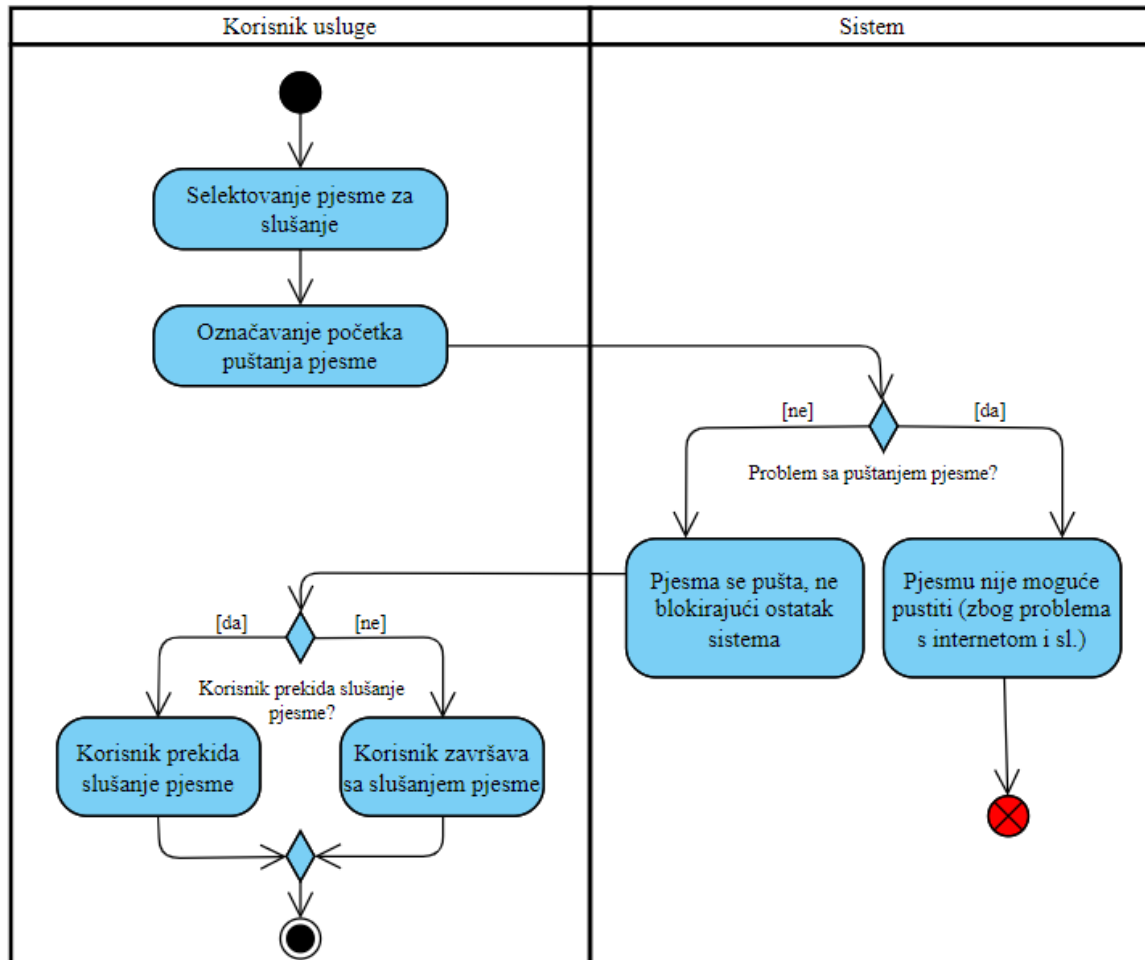 Korisnik usluge
Sistem
Selektovanje pjesme za
slušanje
Označavanje početka
puštanja pjesme
[ne]
[da]
Problem sa puštanjem pjesme?
Pjesma se pušta, ne
blokirajući ostatak
sistema
Pjesmu nije moguće
pustiti (zbog problema
s internetom i sl.)
[da]
[ne]
Korisnik prekida slušanje
pjesme?
Korisnik prekida
slušanje pjesme
Korisnik završava
sa slušanjem pjesme